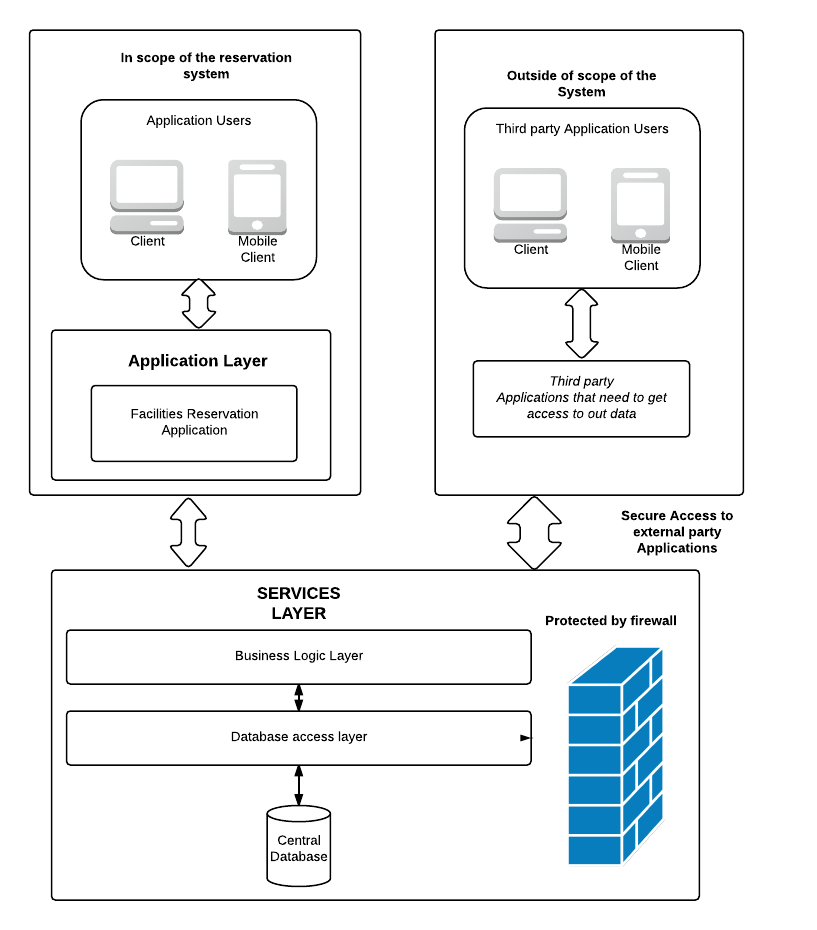 In scope of the reservation
system
Application Users
Client
Mobile
Client
Application Layer
Facilities Reservation
Application
Outside of scope of the
System
Third party Application Users
Client
Mobile
Client
Third party
Applications that need to get
access to out data
Secure Access to
external party
Applications
SERVICES
LAYER
Protected by firewall
Business Logic Layer
Database access layer
Central
Database